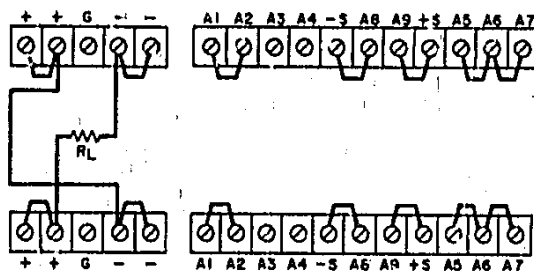 + + G - - A1 A2 A3 A4 -S A8 A9 +S A5 A6 A7
RL
+ + G - - A1 A2 A3 A4 -S A6 A9 +S A5 A6 A7